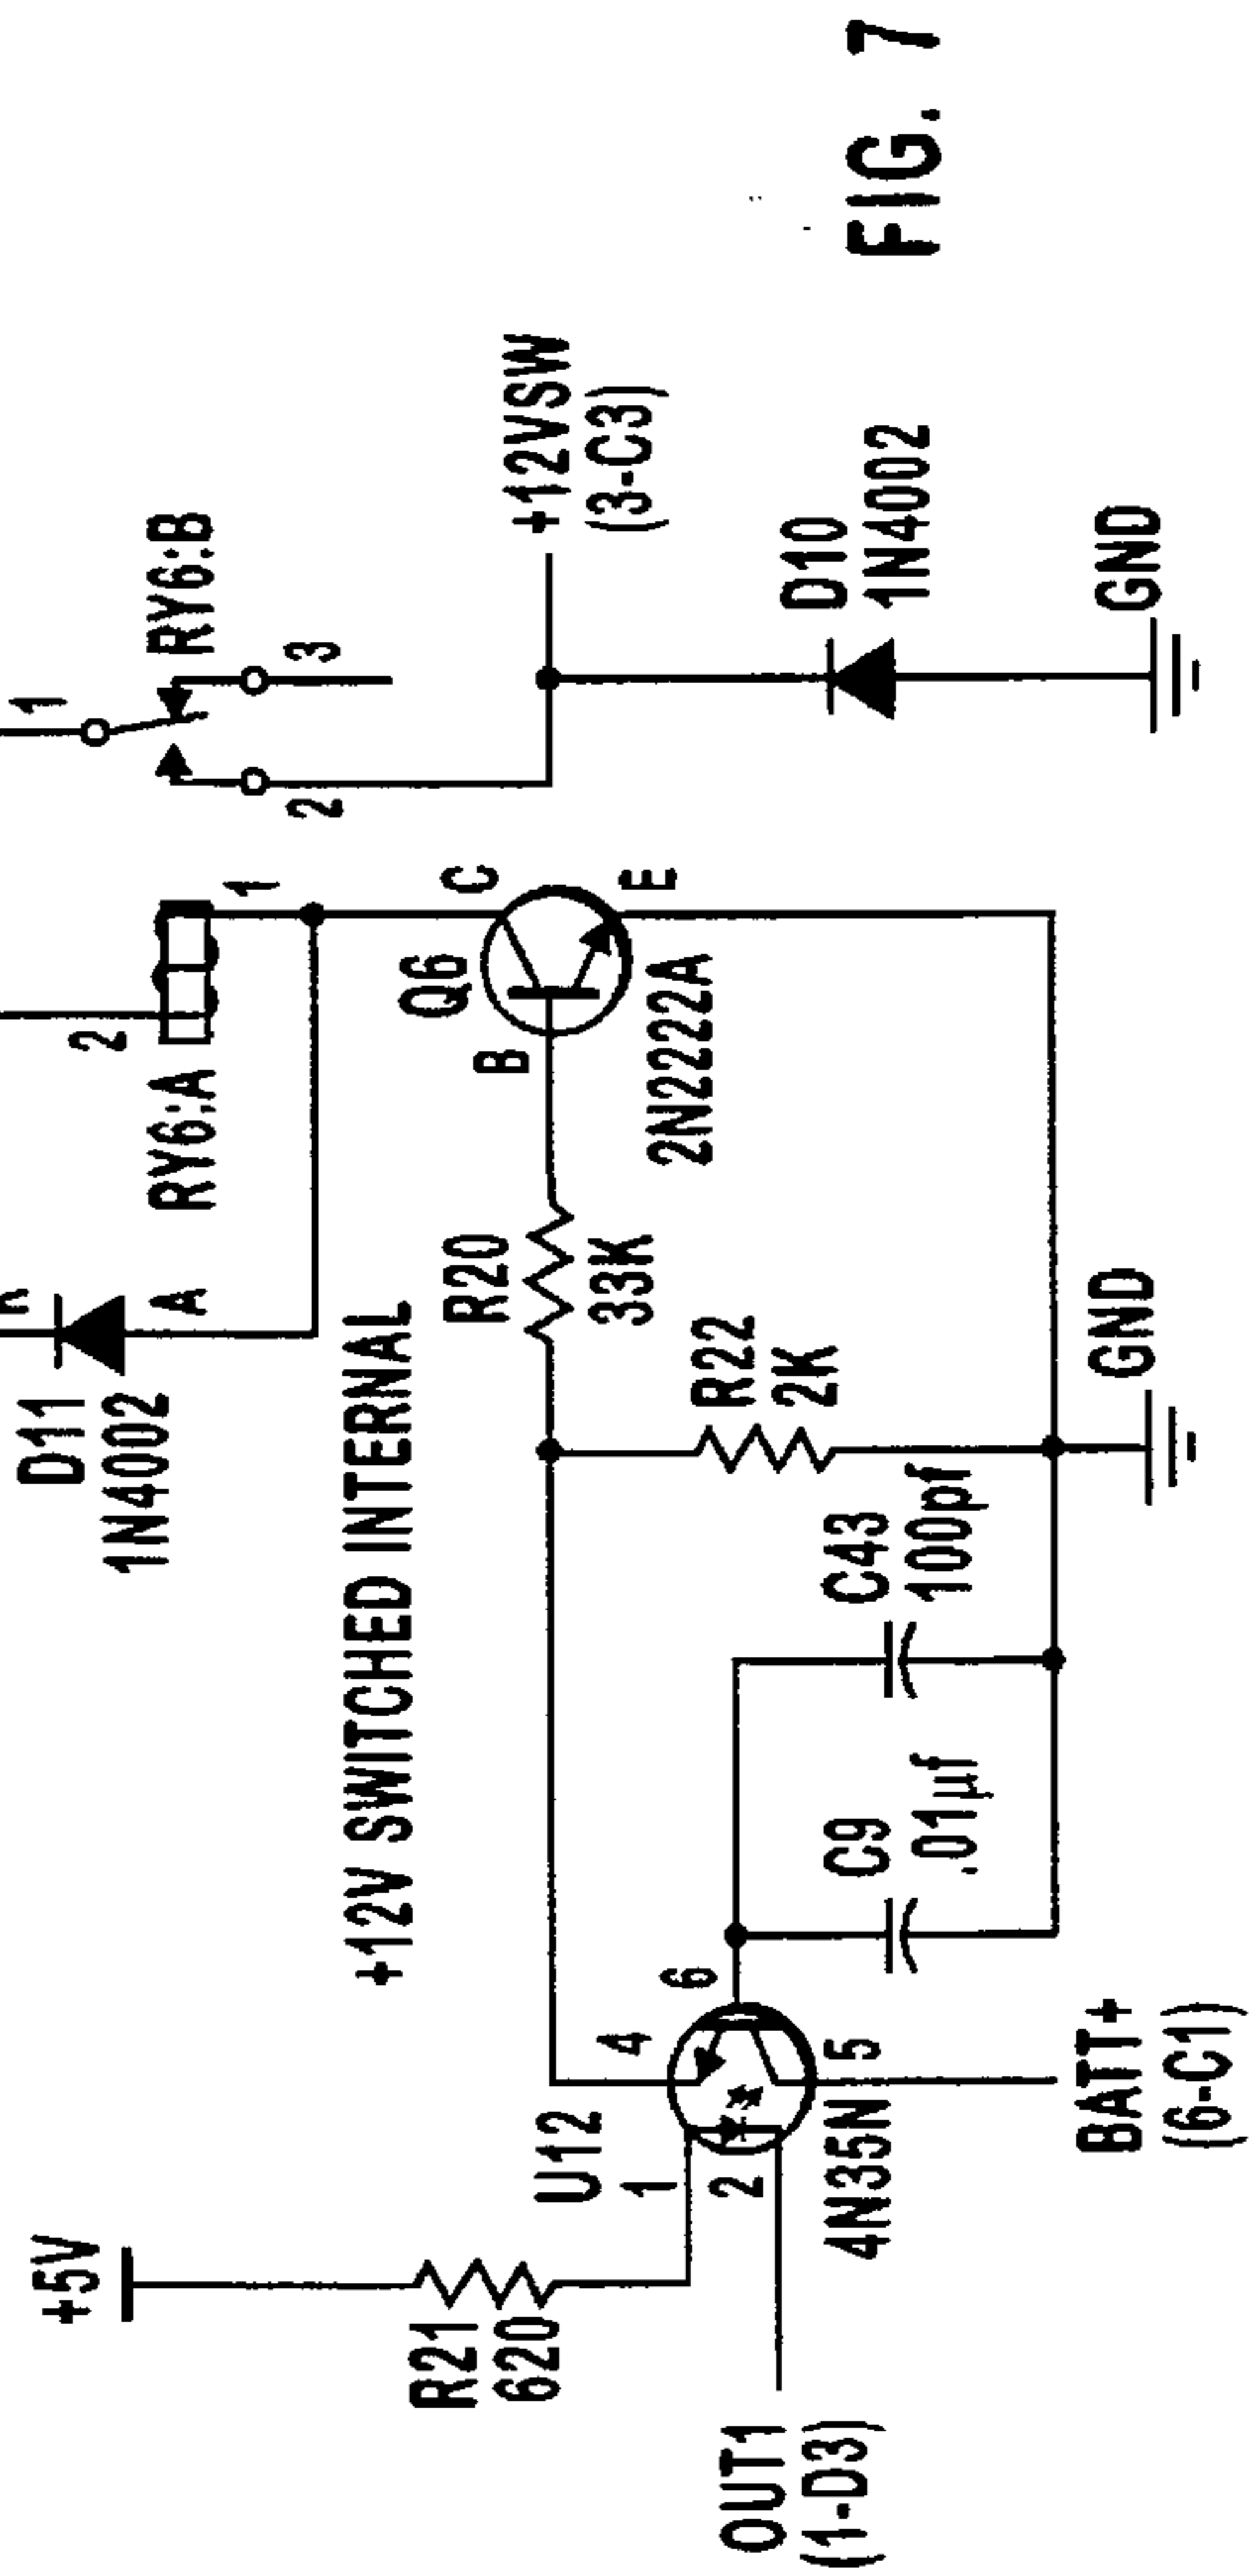 +5V
R21
620
OUT1
(1-D3)
U12
1
2
4
6
5
4N35N
BATT+
(6-C1)
C9
.01µf
C43
100pf
+12V SWITCHED INTERNAL
D11
1N4002
A
R22
2K
R20
33K
GND
RY6:A
2
1
Q6
B
C
E
2N2222A
1
RY6:B
2
3
+12VSW
(3-C3)
D10
1N4002
GND
FIG. 7